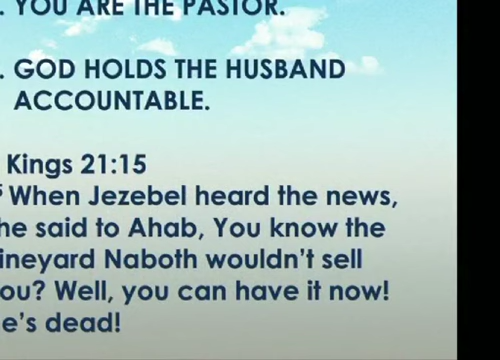 . YOU ARE THE PASTOR.
. GOD HOLDS THE HUSBAND
ACCOUNTABLE.
Kings 21:15
When Jezebel heard the news,
he said to Ahab, You know the
ineyard Naboth wouldn't sell
ou? Well, you can have it now!
e's dead!